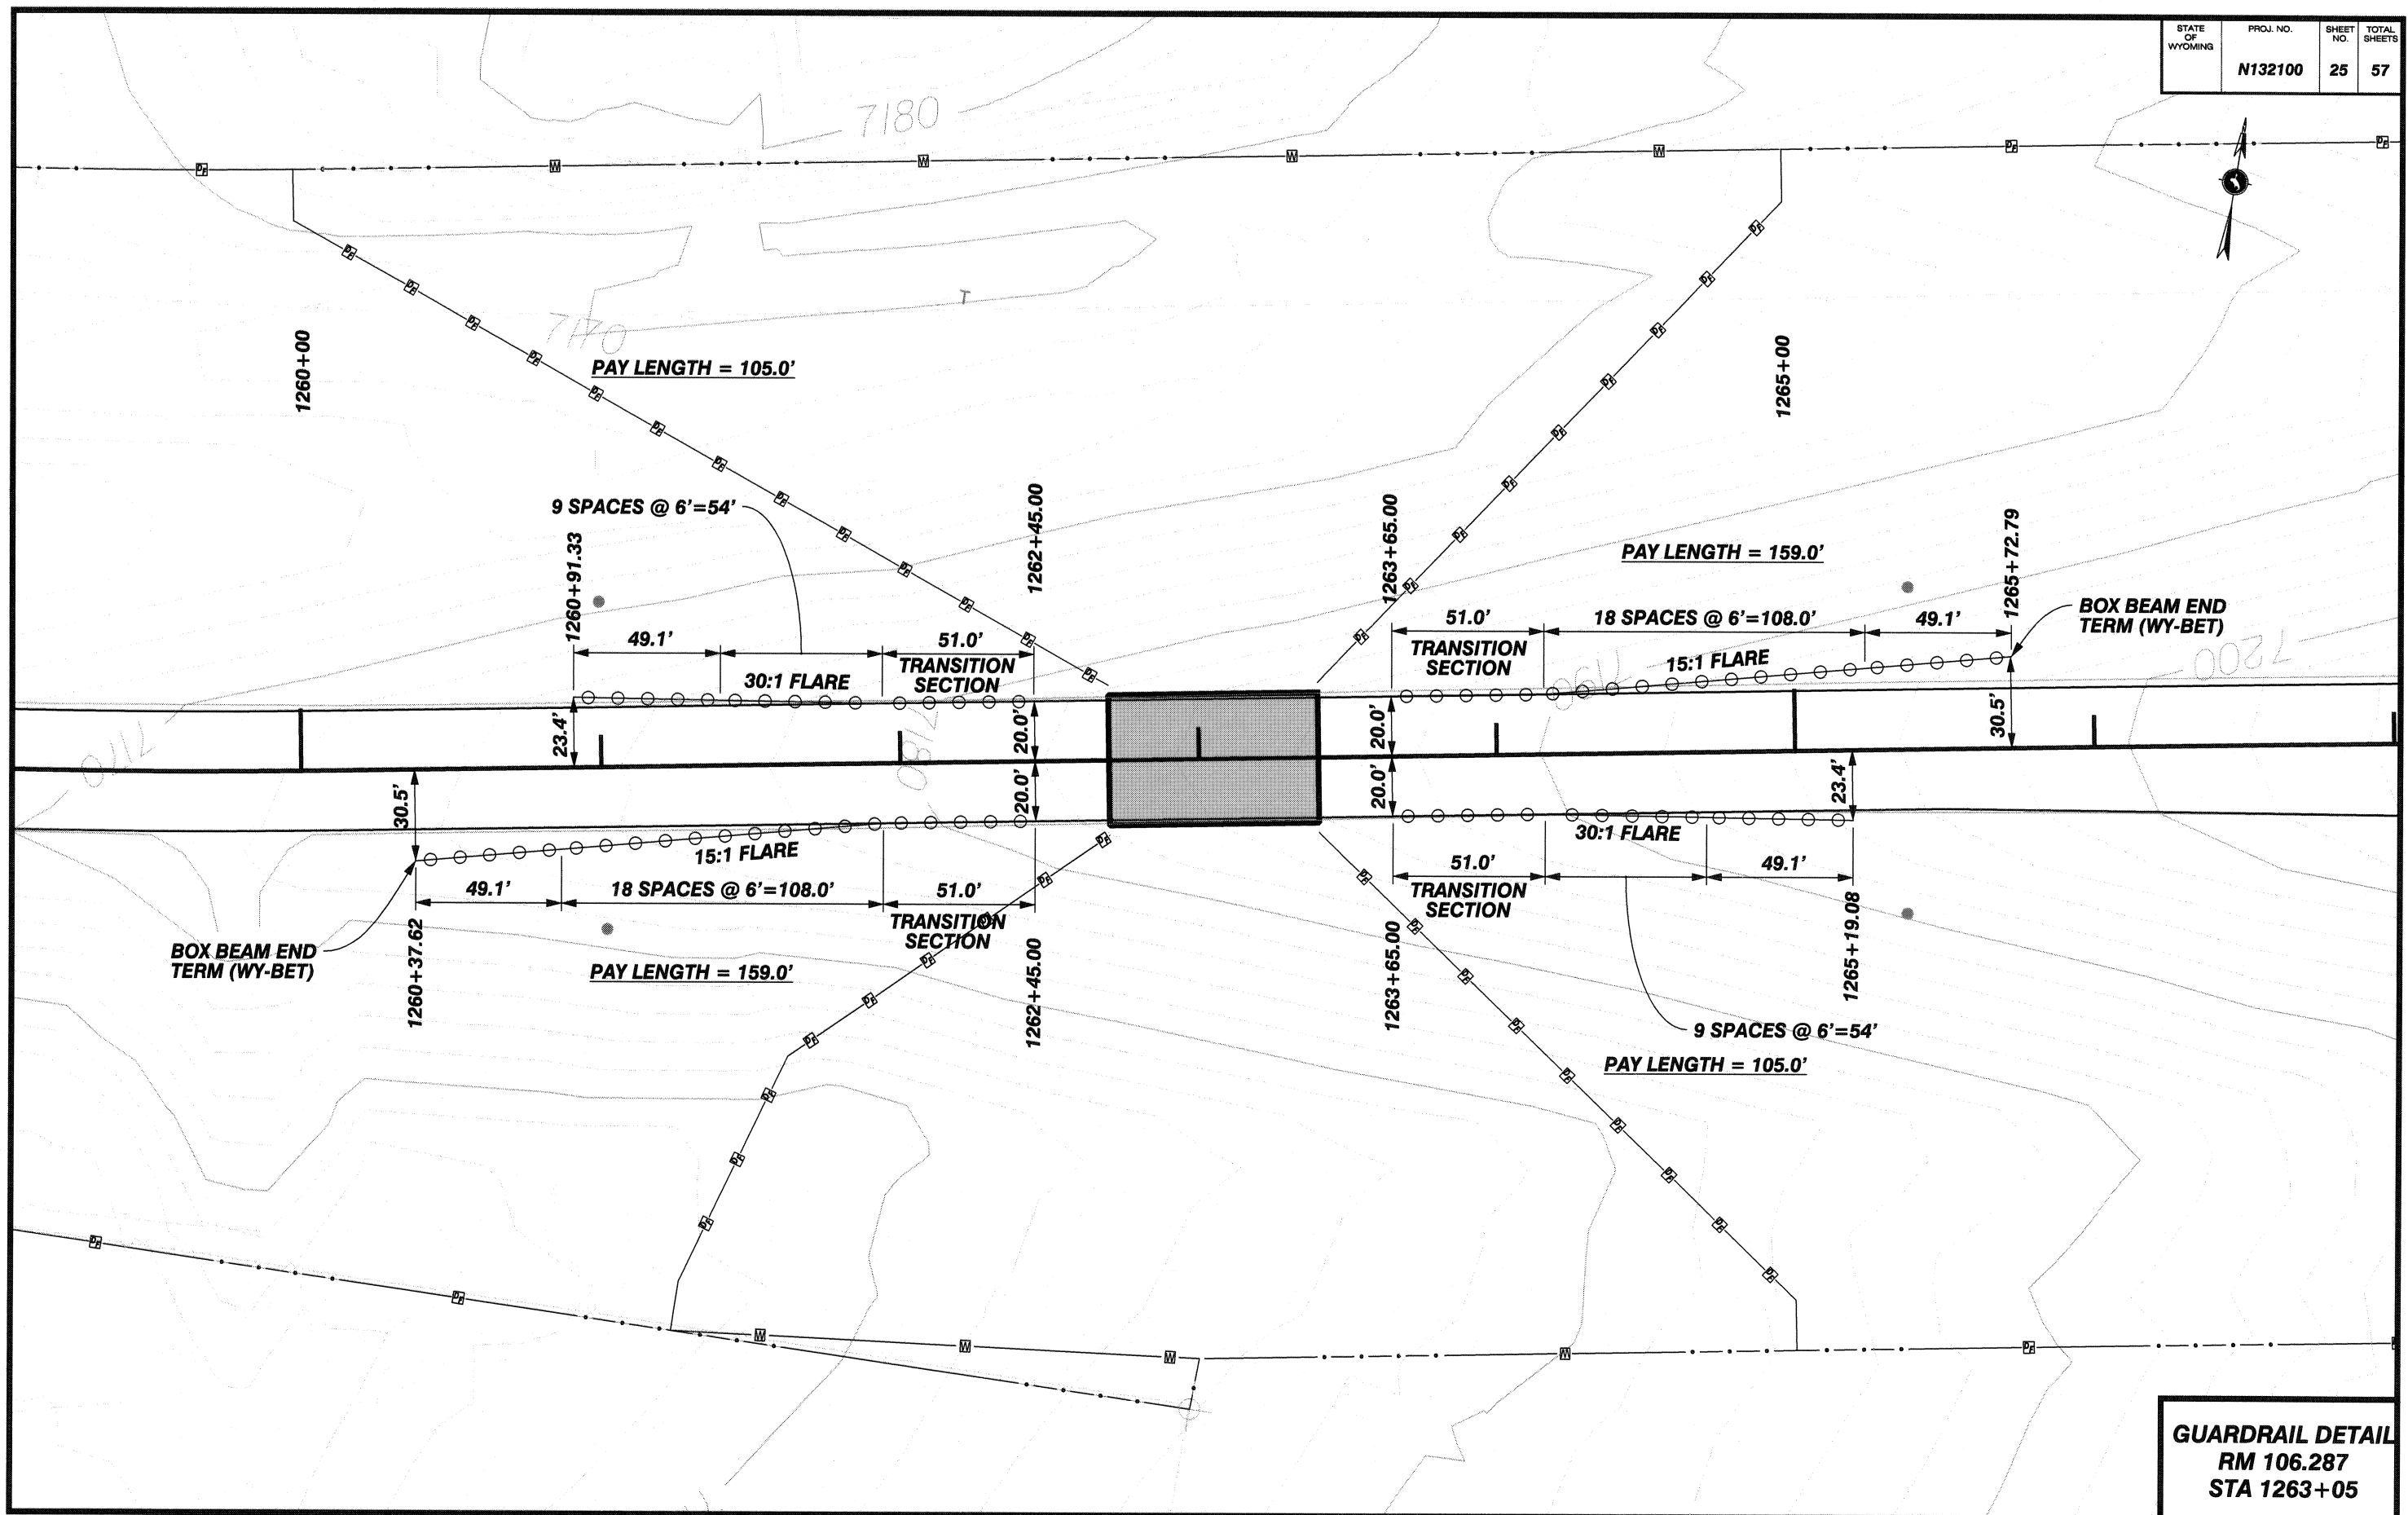 STATE OF WYOMING
PROJ. NO.
SHEET NO.
TOTAL SHEETS
N132100
25
57
7180
7170
T
PAY LENGTH = 105.0'
1260+00
1265+00
9 SPACES @ 6'=54'
1260+91.33
1262+45.00
1263+65.00
PAY LENGTH = 159.0'
1265+72.79
BOX BEAM END
TERM (WY-BET)
49.1'
51.0'
TRANSITION
SECTION
30:1 FLARE
51.0'
TRANSITION
SECTION
18 SPACES @ 6'=108.0'
49.1'
15:1 FLARE
7190
7200
7170
23.4'
7180
20.0'
20.0'
30.5'
30.5'
20.0'
20.0'
23.4'
15:1 FLARE
30:1 FLARE
49.1'
18 SPACES @ 6'=108.0'
51.0'
TRANSITION
SECTION
51.0'
TRANSITION
SECTION
49.1'
BOX BEAM END
TERM (WY-BET)
1260+37.62
PAY LENGTH = 159.0'
1262+45.00
1263+65.00
1265+19.08
9 SPACES @ 6'=54'
PAY LENGTH = 105.0'
GUARDRAIL DETAIL
RM 106.287
STA 1263+05